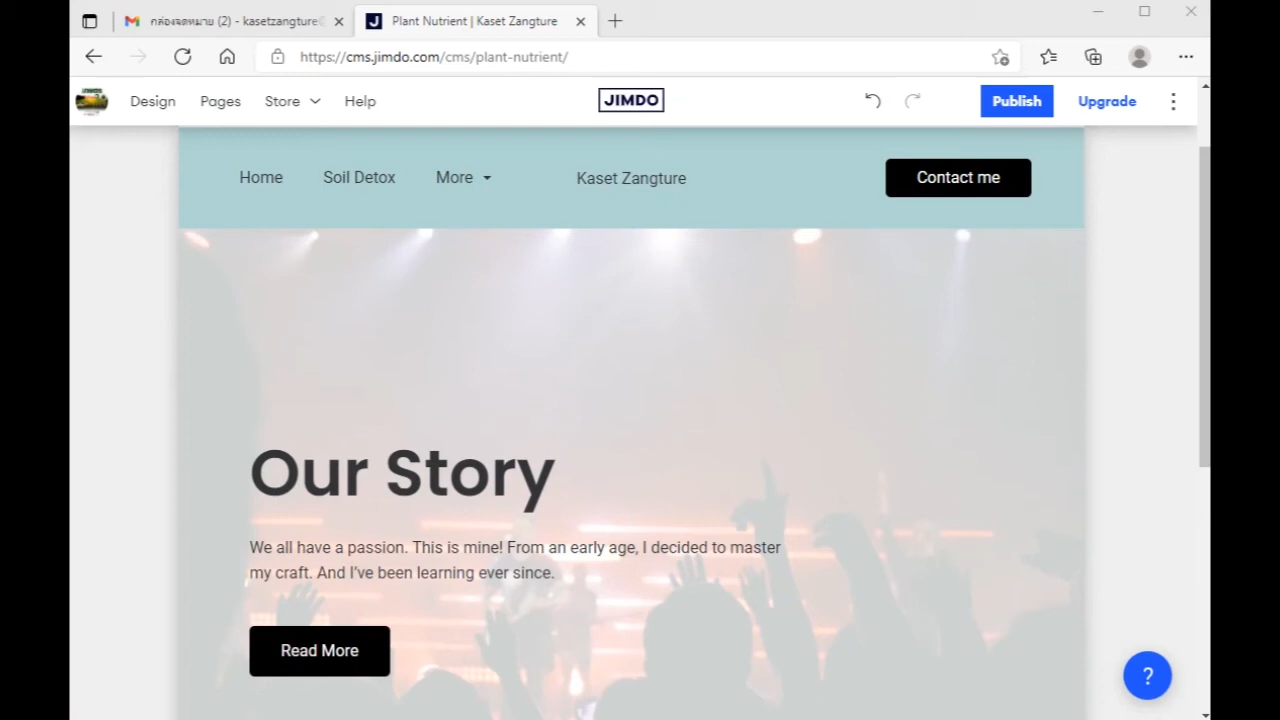 กล่องจดหมาย (2) - kasetzangture@
Plant Nutrient | Kaset Zangture
https://cms.jimdo.com/cms/plant-nutrient/
Design Pages Store Help
JIMDO
Publish Upgrade
Home Soil Detox More Kaset Zangture Contact me
Our Story
We all have a passion. This is mine! From an early age, I decided to master
my craft. And I've been learning ever since.
Read More
?